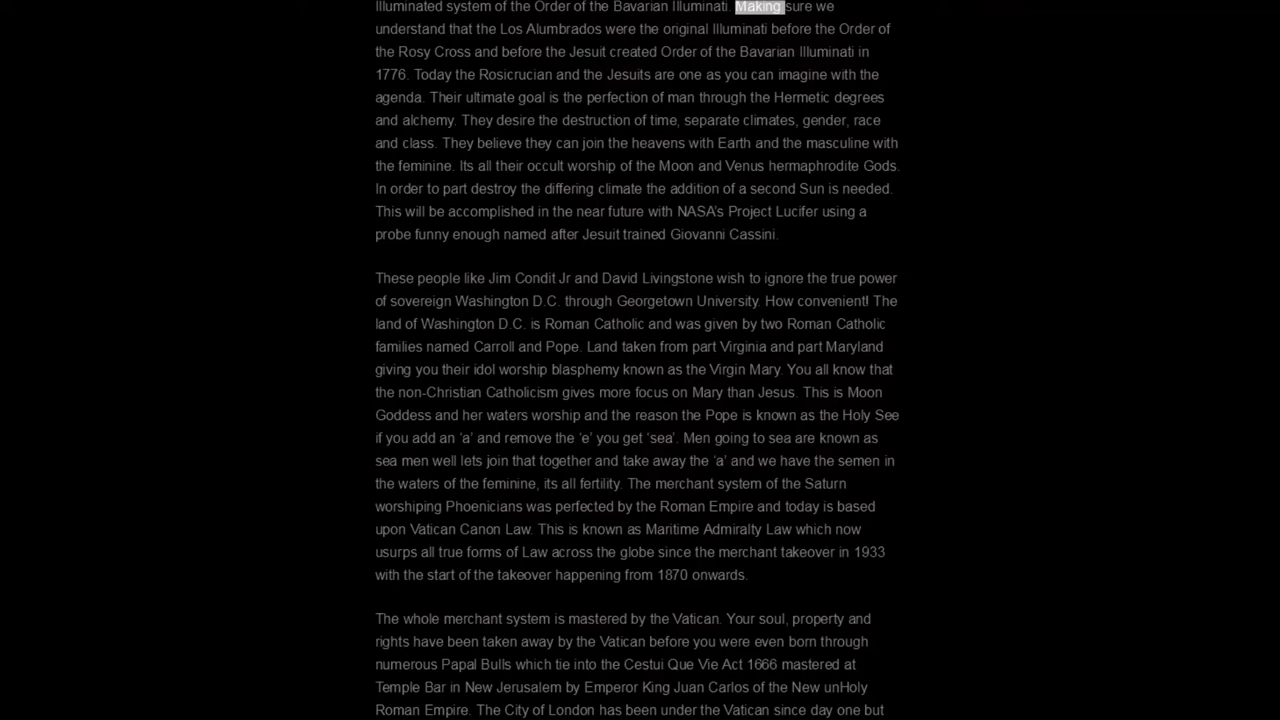 Illuminated system of the Order of the Bavarian Illuminati. Making sure we
understand that the Los Alumbrados were the original Illuminati before the Order of
the Rosy Cross and before the Jesuit created Order of the Bavarian Illuminati in
1776. Today the Rosicrucian and the Jesuits are one as you can imagine with the
agenda. Their ultimate goal is the perfection of man through the Hermetic degrees
and alchemy. They desire the destruction of time, separate climates, gender, race
and class. They believe they can join the heavens with Earth and the masculine with
the feminine. Its all their occult worship of the Moon and Venus hermaphrodite Gods.
In order to part destroy the differing climate the addition of a second Sun is needed.
This will be accomplished in the near future with NASA's Project Lucifer using a
probe funny enough named after Jesuit trained Giovanni Cassini.
These people like Jim Condit Jr and David Livingstone wish to ignore the true power
of sovereign Washington D.C. through Georgetown University. How convenient! The
land of Washington D.C. is Roman Catholic and was given by two Roman Catholic
families named Carroll and Pope. Land taken from part Virginia and part Maryland
giving you their idol worship blasphemy known as the Virgin Mary. You all know that
the non-Christian Catholicism gives more focus on Mary than Jesus. This is Moon
Goddess and her waters worship and the reason the Pope is known as the Holy See
if you add an 'a' and remove the 'e' you get 'sea'. Men going to sea are known as
sea men well lets join that together and take away the 'a' and we have the semen in
the waters of the feminine, its all fertility. The merchant system of the Saturn
worshiping Phoenicians was perfected by the Roman Empire and today is based
upon Vatican Canon Law. This is known as Maritime Admiralty Law which now
usurps all true forms of Law across the globe since the merchant takeover in 1933
with the start of the takeover happening from 1870 onwards.
The whole merchant system is mastered by the Vatican. Your soul, property and
rights have been taken away by the Vatican before you were even born through
numerous Papal Bulls which tie into the Cestui Que Vie Act 1666 mastered at
Temple Bar in New Jerusalem by Emperor King Juan Carlos of the New unHoly
Roman Empire. The City of London has been under the Vatican since day one but